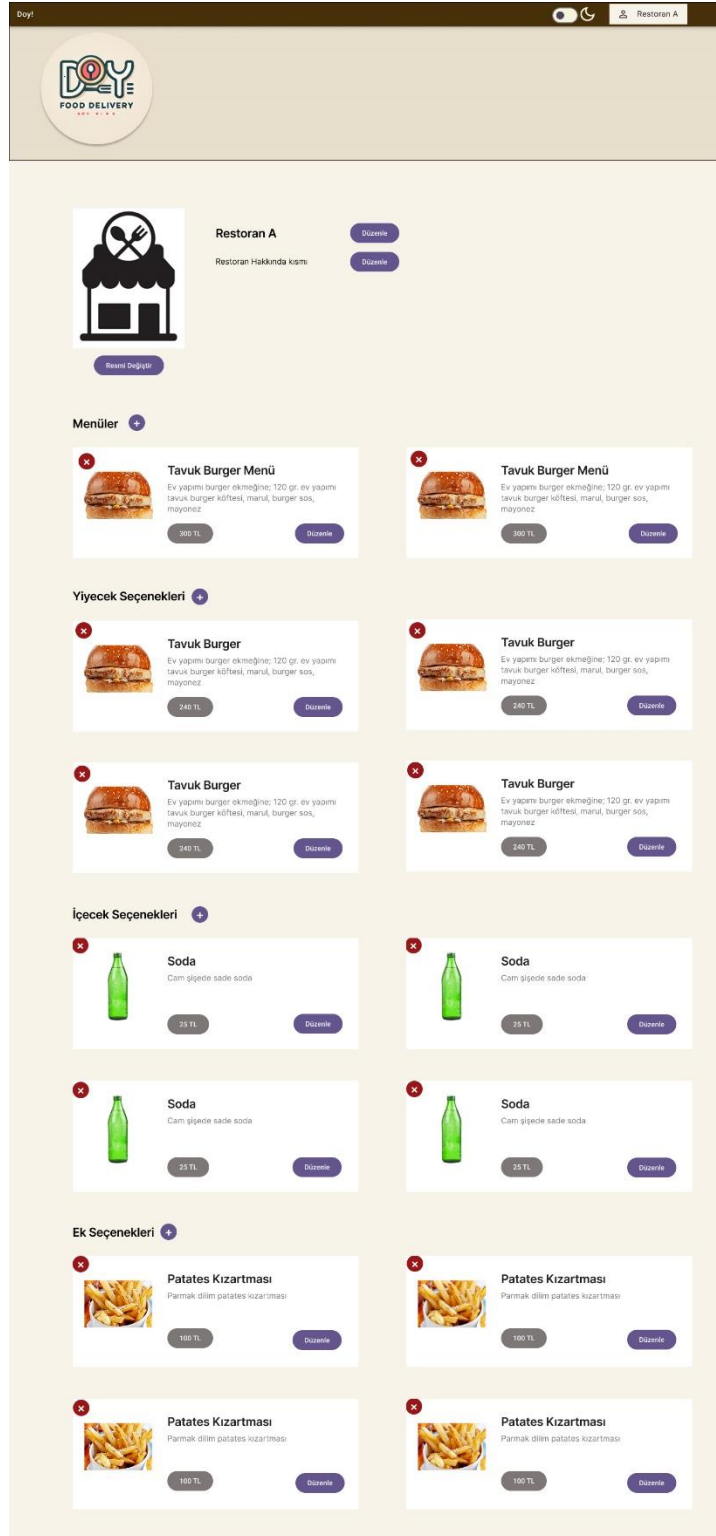 Doy!
Restoran A
DOY
FOOD DELIVERY
Restoran A
Düzenle
Restoran Hakkında kısmı
Düzenle
Resmi Değiştir
Menüler +
Tavuk Burger Menü
Ev yapımı burger ekmeğine; 120 gr. ev yapımı
tavuk burger köftesi, marul, burger sos,
mayonez
300 TL
Düzenle
Tavuk Burger Menü
Ev yapımı burger ekmeğine; 120 gr. ev yapımı
tavuk burger köftesi, marul, burger sos,
mayonez
300 TL
Düzenle
Yiyecek Seçenekleri +
Tavuk Burger
Ev yapımı burger ekmeğine; 120 gr. ev yapımı
tavuk burger köftesi, marul, burger sos,
mayonez
240 TL
Düzenle
Tavuk Burger
Ev yapımı burger ekmeğine; 120 gr. ev yapımı
tavuk burger köftesi, marul, burger sos,
mayonez
240 TL
Düzenle
Tavuk Burger
Ev yapımı burger ekmeğine; 120 gr. ev yapımı
tavuk burger köftesi, marul, burger sos,
mayonez
240 TL
Düzenle
Tavuk Burger
Ev yapımı burger ekmeğine; 120 gr. ev yapımı
tavuk burger köftesi, marul, burger sos,
mayonez
240 TL
Düzenle
İçecek Seçenekleri +
Soda
Cam şişede sade soda
25 TL
Düzenle
Soda
Cam şişede sade soda
25 TL
Düzenle
Soda
Cam şişede sade soda
25 TL
Düzenle
Soda
Cam şişede sade soda
25 TL
Düzenle
Ek Seçenekleri +
Patates Kızartması
Parmak dilim patates kızartması
100 TL
Düzenle
Patates Kızartması
Parmak dilim patates kızartması
100 TL
Düzenle
Patates Kızartması
Parmak dilim patates kızartması
100 TL
Düzenle
Patates Kızartması
Parmak dilim patates kızartması
100 TL
Düzenle